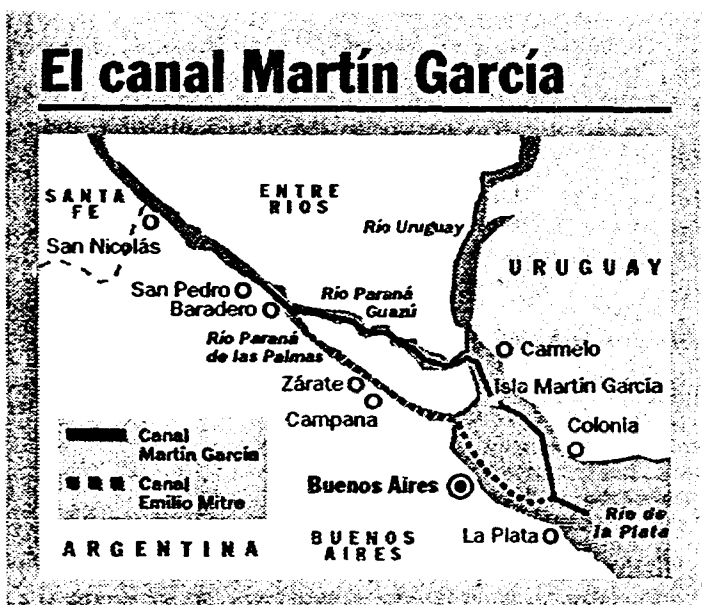 El canal Martín García
SANTA
FE
ENTRE
RIOS
Río Uruguay
San Nicolás
URUGUAY
San Pedro
Baradero
Río Paraná
Guazú
Río Paraná
de las Palmas
Carmelo
Zárate
Isla Martin García
Campana
Colonia
Canal
Martín García
Canal
Emilio Mitre
Buenos Aires
Río de
la Plata
La Plata
ARGENTINA
BUENOS
AIRES